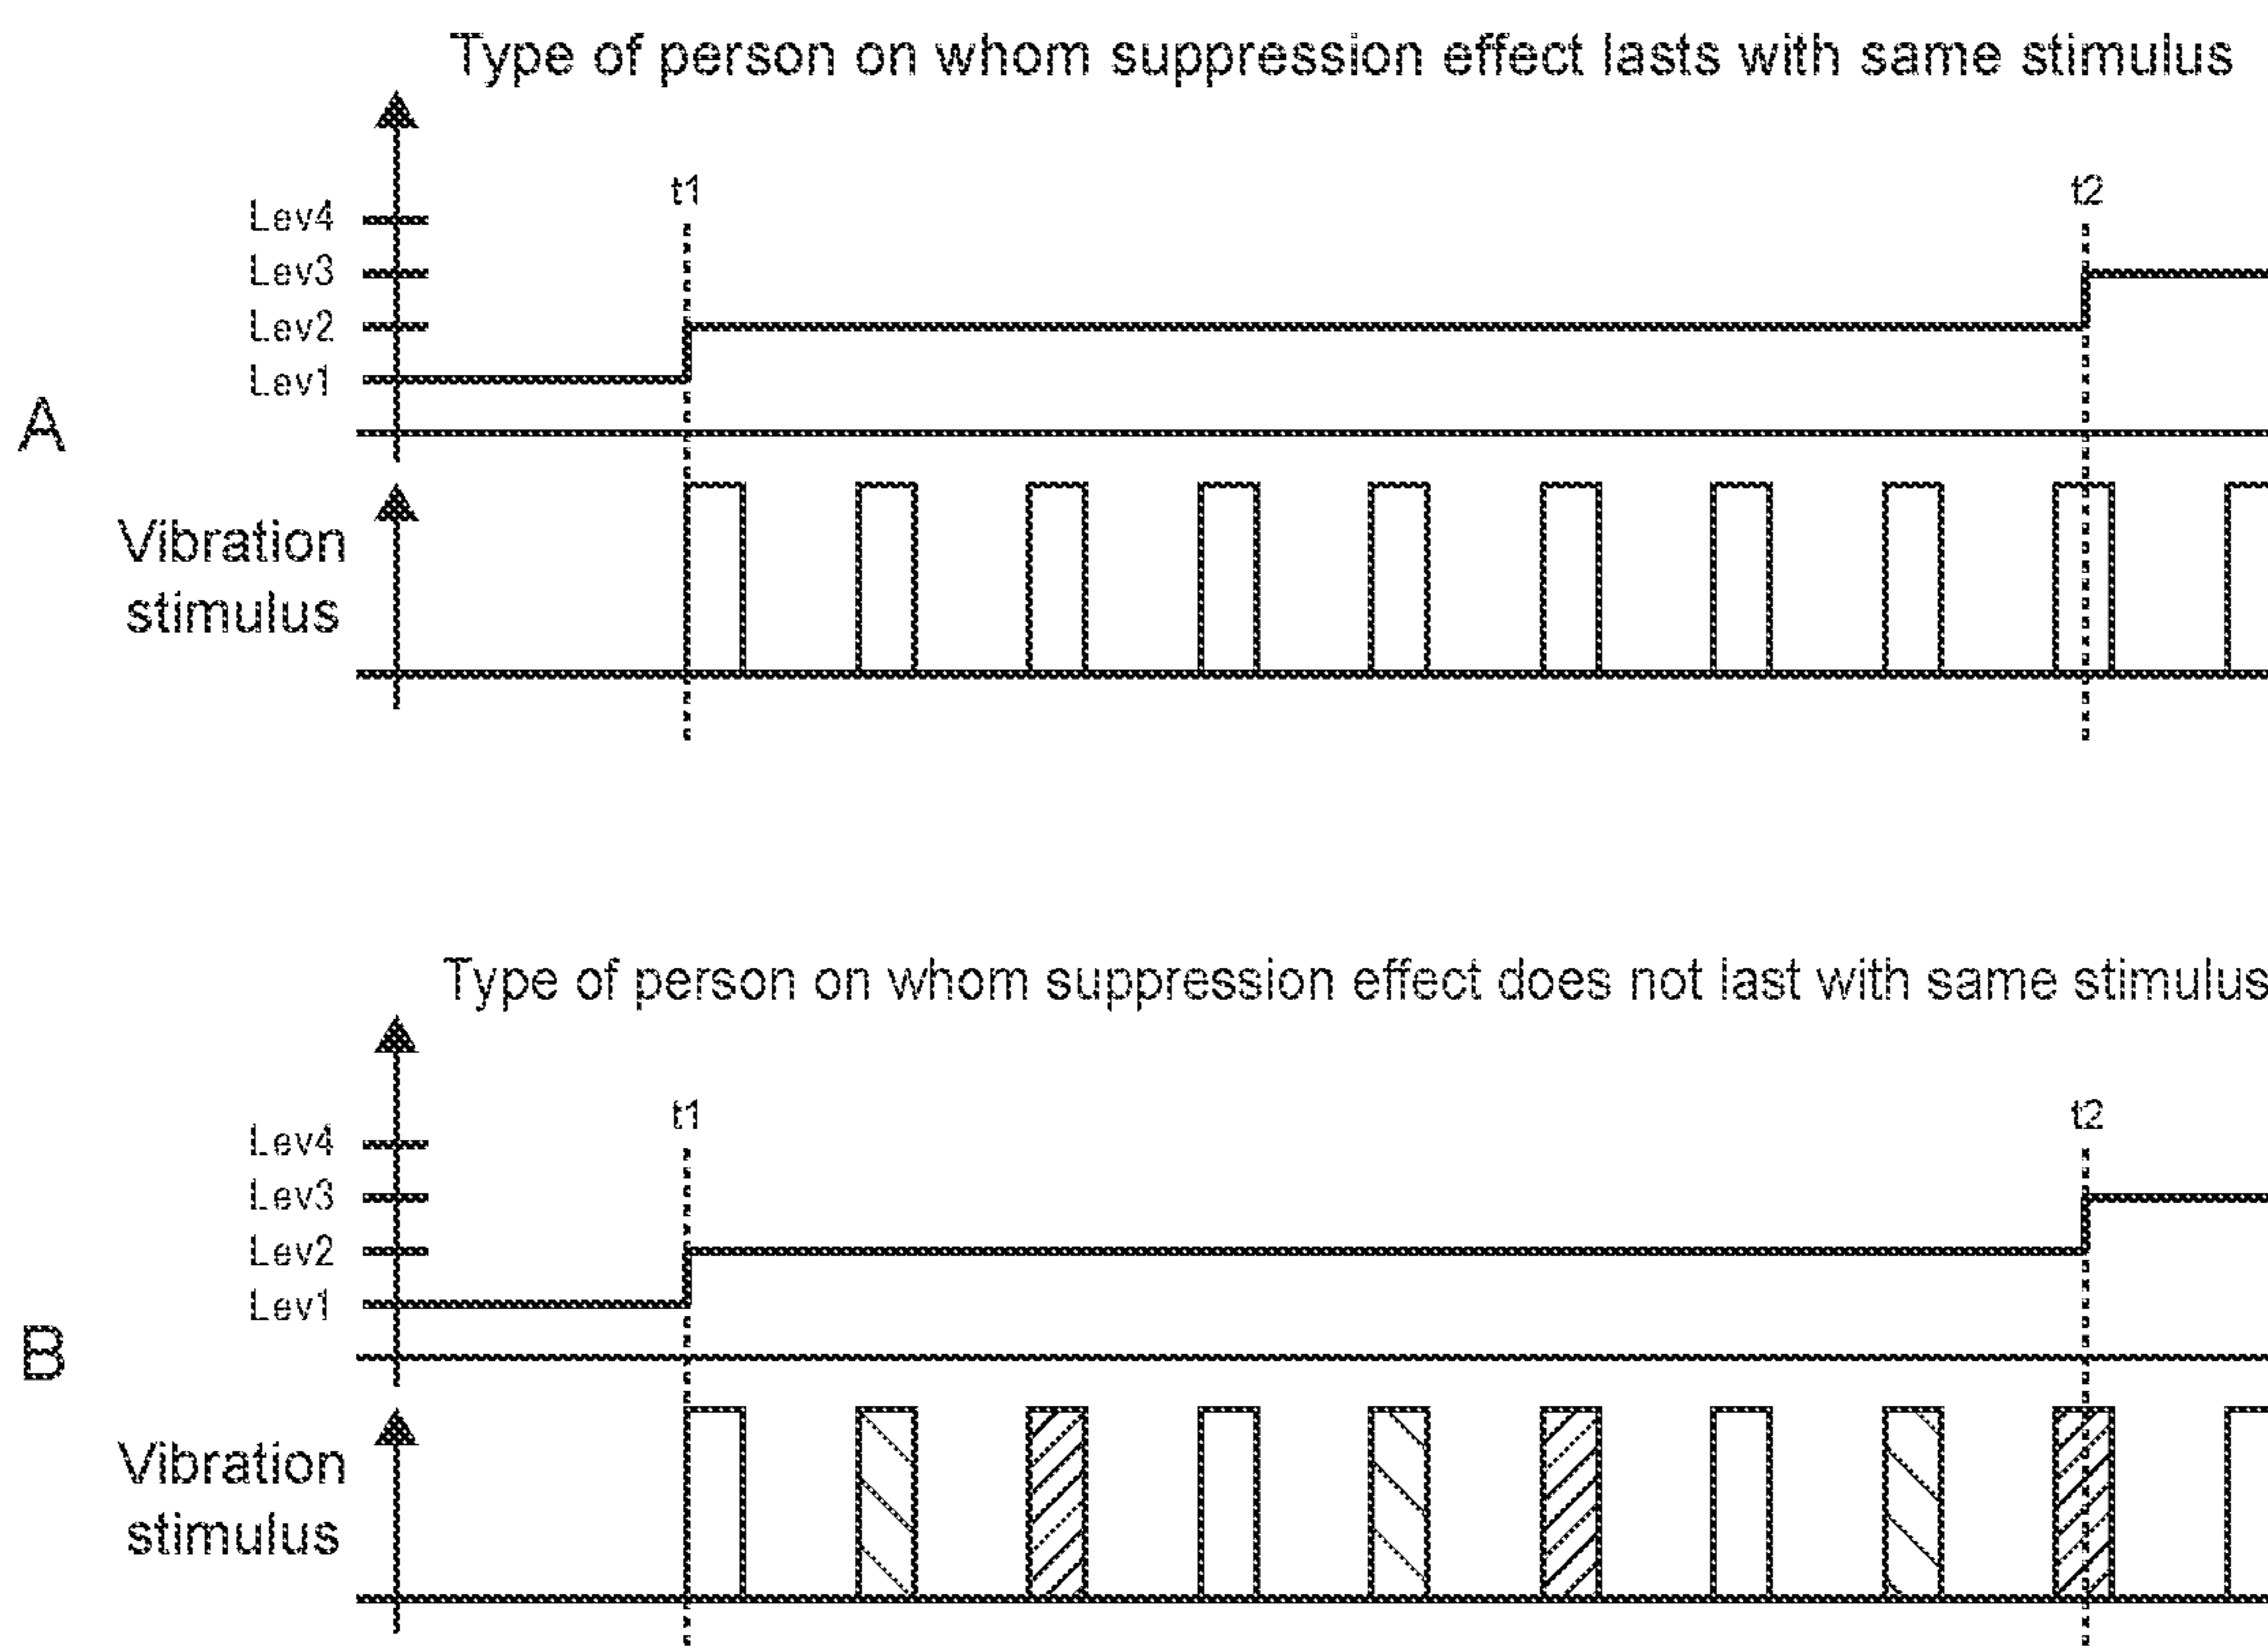 Type of person on whom suppression effect lasts with same stimulus
t1
t2
Lev4
Lev3
Lev2
Lev1
A
Vibration
stimulus
Type of person on whom suppression effect does not last with same stimulus
t1
t2
Lev4
Lev3
Lev2
Lev1
B
Vibration
stimulus